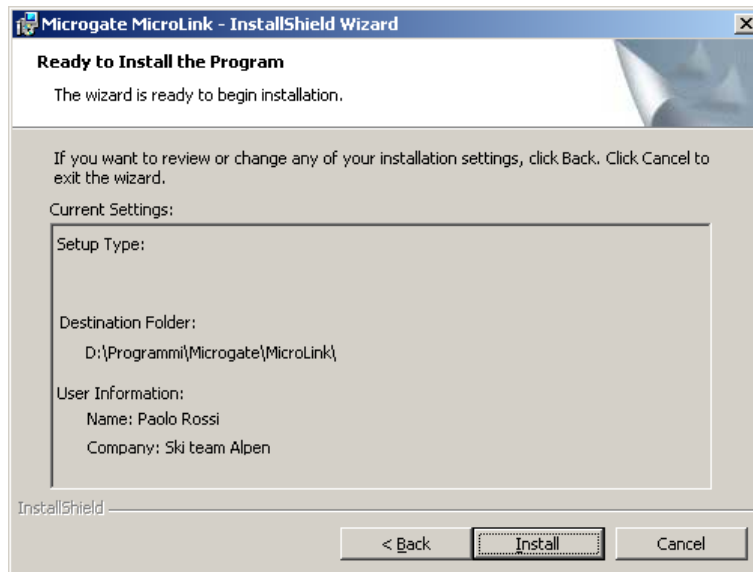 Microgate MicroLink - InstallShield Wizard
Ready to Install the Program
The wizard is ready to begin installation.
If you want to review or change any of your installation settings, click Back. Click Cancel to
exit the wizard.
Current Settings:
Setup Type:
Destination Folder:
D:\Programmi\Microgate\MicroLink\
User Information:
Name: Paolo Rossi
Company: Ski team Alpen
InstallShield
< Back
Install
Cancel